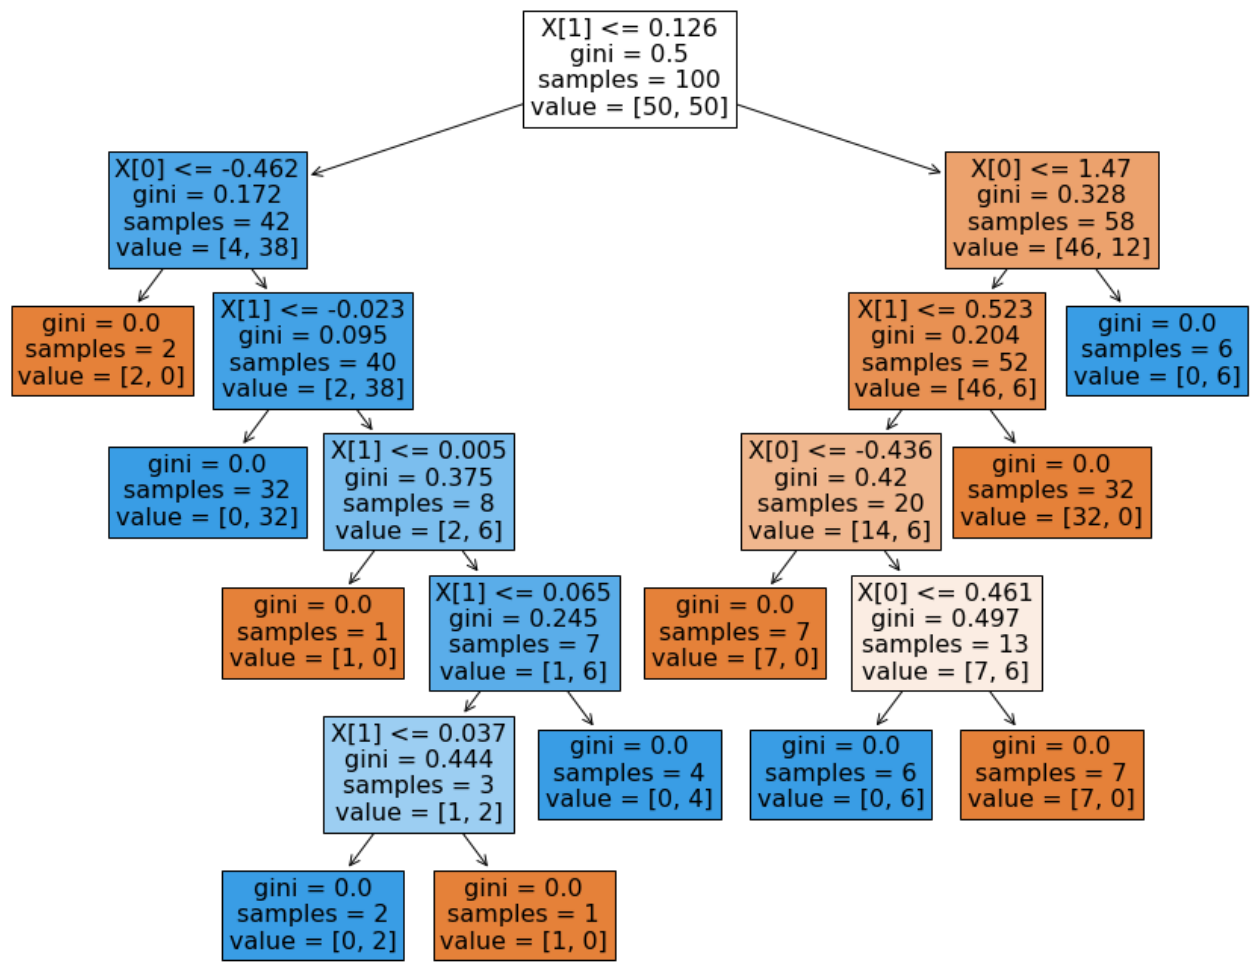 X[1] <= 0.126
gini = 0.5
samples = 100
value = [50, 50]
X[0] <= -0.462
gini = 0.172
samples = 42
value = [4, 38]
X[0] <= 1.47
gini = 0.328
samples = 58
value = [46, 12]
gini = 0.0
samples = 2
value = [2, 0]
X[1] <= -0.023
gini = 0.095
samples = 40
value = [2, 38]
X[1] <= 0.523
gini = 0.204
samples = 52
value = [46, 6]
gini = 0.0
samples = 6
value = [0, 6]
gini = 0.0
samples = 32
value = [0, 32]
X[1] <= 0.005
gini = 0.375
samples = 8
value = [2, 6]
X[0] <= -0.436
gini = 0.42
samples = 20
value = [14, 6]
gini = 0.0
samples = 32
value = [32, 0]
gini = 0.0
samples = 1
value = [1, 0]
X[1] <= 0.065
gini = 0.245
samples = 7
value = [1, 6]
gini = 0.0
samples = 7
value = [7, 0]
X[0] <= 0.461
gini = 0.497
samples = 13
value = [7, 6]
X[1] <= 0.037
gini = 0.444
samples = 3
value = [1, 2]
gini = 0.0
samples = 4
value = [0, 4]
gini = 0.0
samples = 6
value = [0, 6]
gini = 0.0
samples = 7
value = [7, 0]
gini = 0.0
samples = 2
value = [0, 2]
gini = 0.0
samples = 1
value = [1, 0]